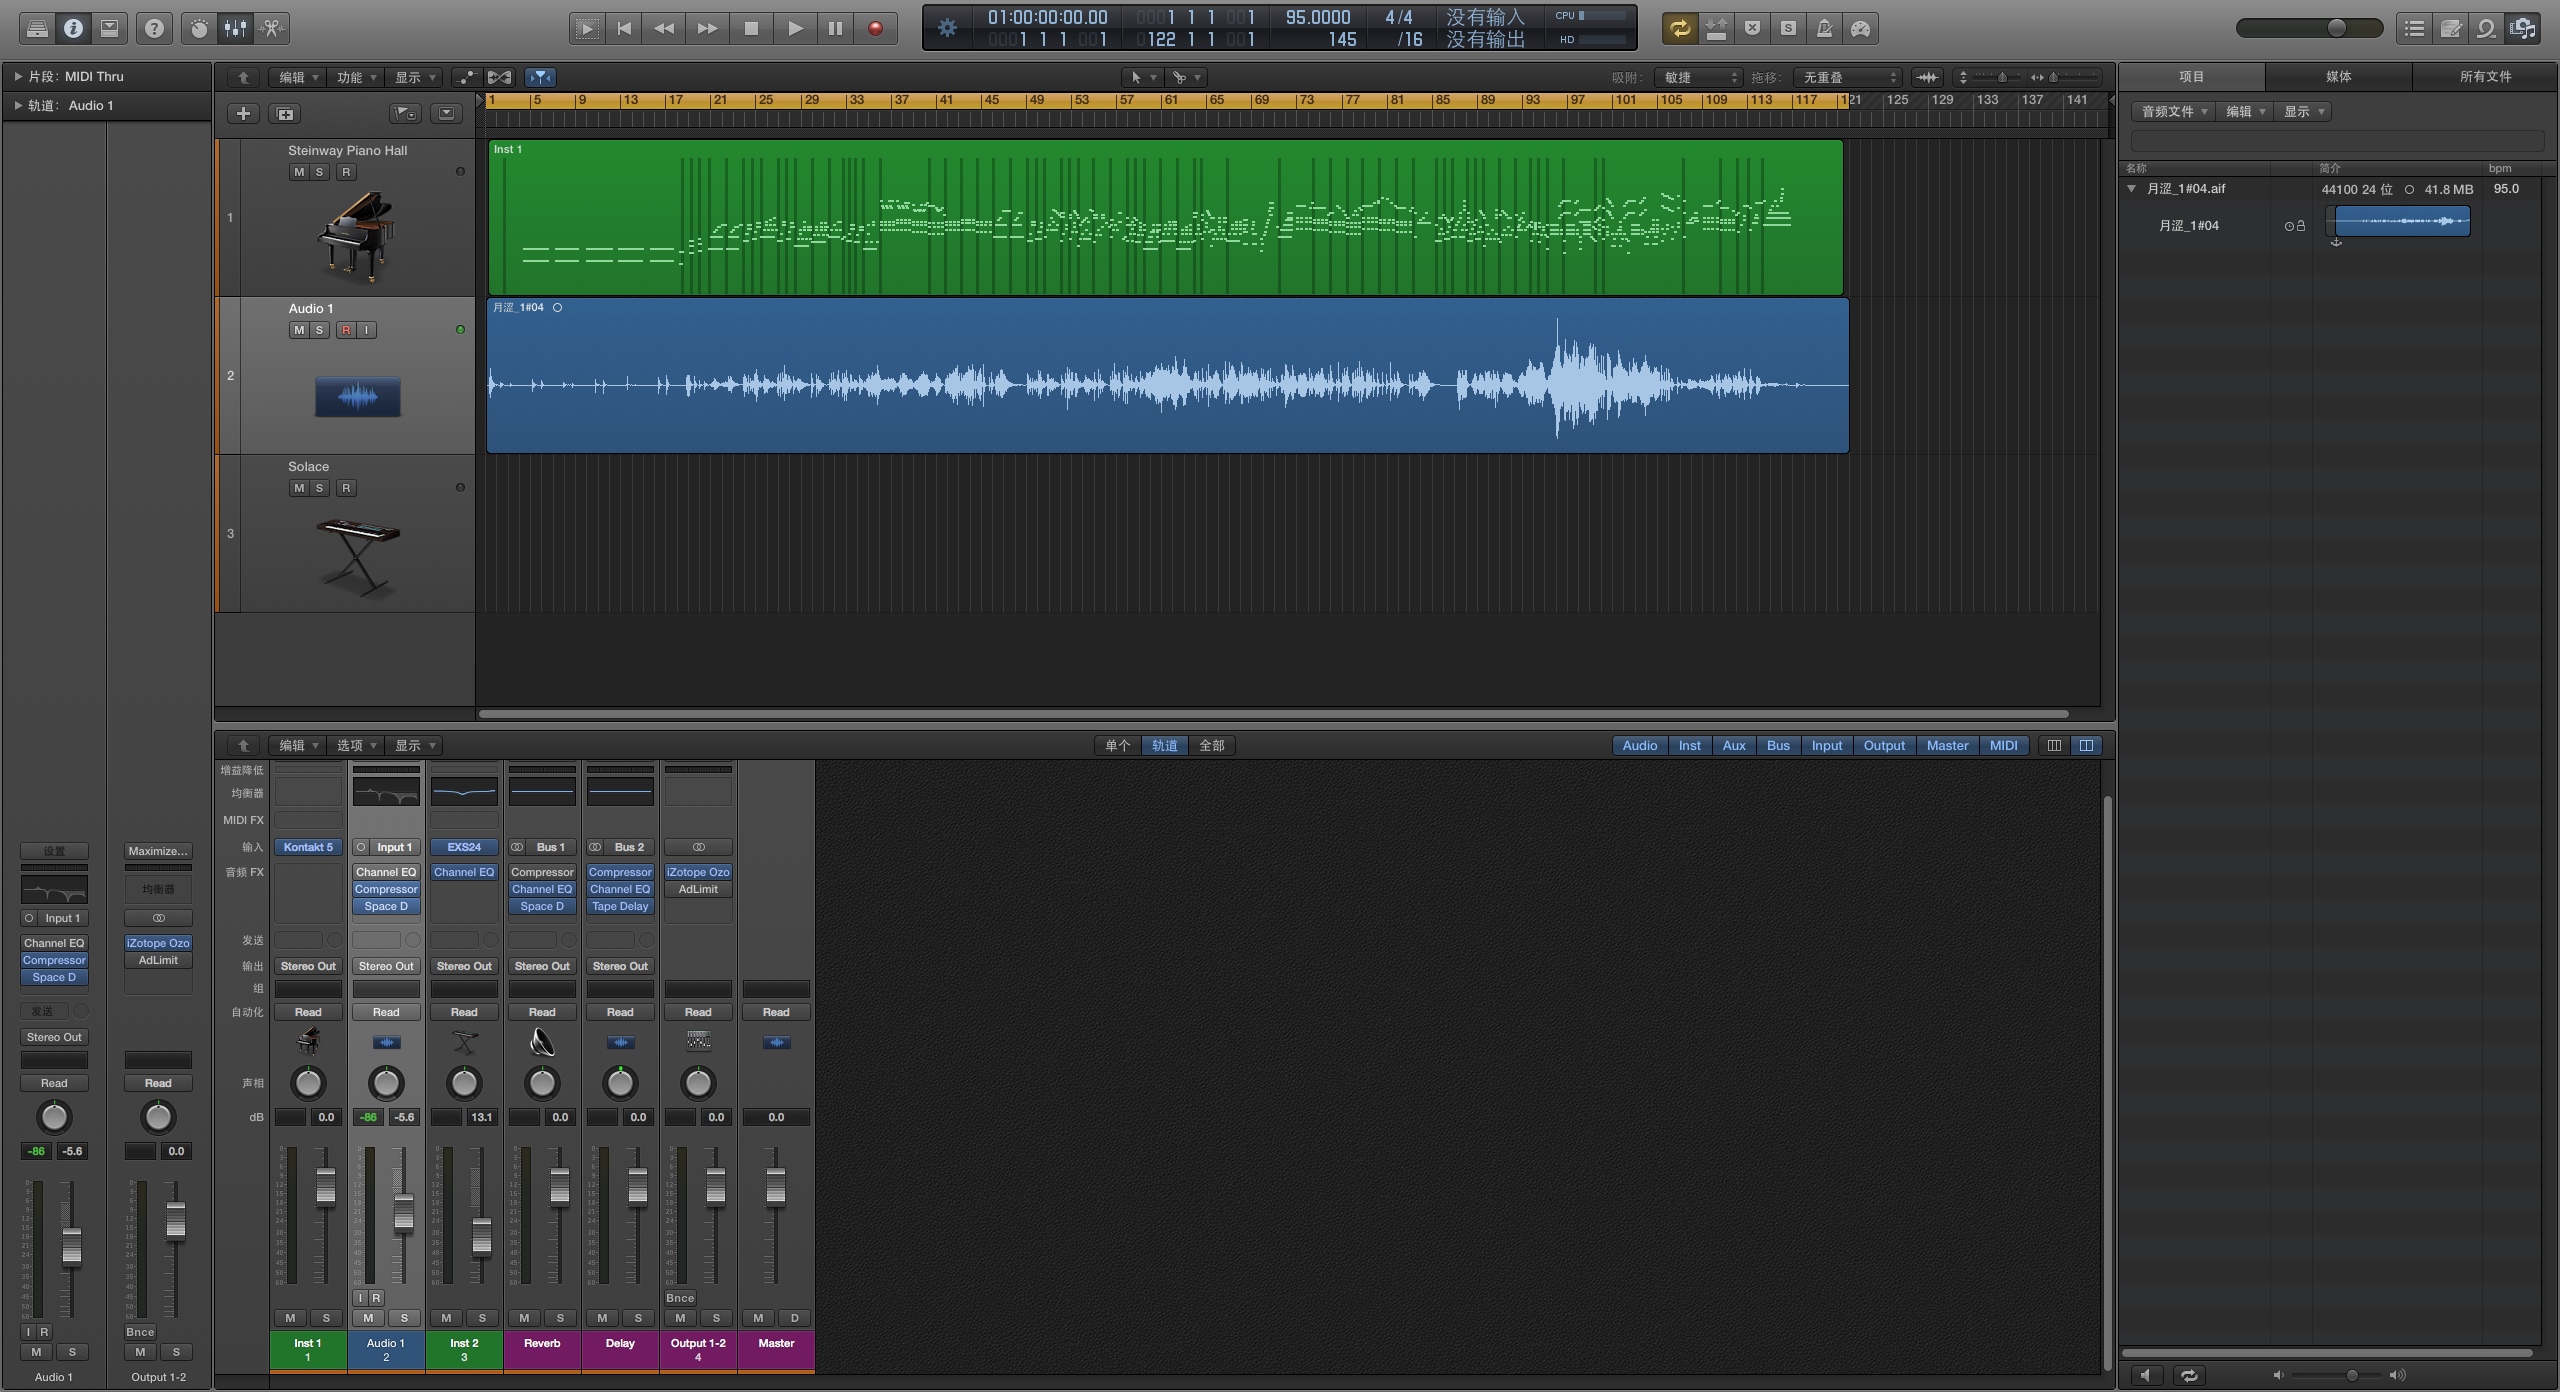 01:00:00:00.00 0001 1 1 001 95.0000 4/4 没有输入 CPU
0001 1 1 001 0122 1 1 001 145 /16 没有输出 HD
片段: MIDI Thru
轨道: Audio 1
编辑 功能 显示 吸附: 敏捷 拖移: 无重叠
1 5 9 13 17 21 25 29 33 37 41 45 49 53 57 61 65 69 73 77 81 85 89 93 97 101 105 109 113 117 121 125 129 133 137 141
项目 媒体 所有文件
音频文件 编辑 显示
名称 简介 bpm
月涩_1#04.aif 44100 24 位 41.8 MB 95.0
月涩_1#04
1 Steinway Piano Hall
M S R
Inst 1
2 Audio 1
M S R I
月涩_1#04
3 Solace
M S R
编辑 选项 显示 单个 轨道 全部 Audio Inst Aux Bus Input Output Master MIDI
增益降低
均衡器
MIDI FX
输入 Kontakt 5 Input 1 EXS24 Bus 1 Bus 2
音频 FX Channel EQ Channel EQ Compressor Compressor iZotope Ozo
Compressor Channel EQ Channel EQ AdLimit
Space D Space D Tape Delay
发送
输出 Stereo Out Stereo Out Stereo Out Stereo Out Stereo Out
组
自动化 Read Read Read Read Read Read Read
声相
dB 0.0 -86 -5.6 13.1 0.0 0.0 0.0 0.0
I R Bnce
M S M S M S M S M S M S M D
Inst 1 Audio 1 Inst 2 Reverb Delay Output 1-2 Master
1 2 3 4
设置 Maximize...
均衡器
Input 1
Channel EQ iZotope Ozo
Compressor AdLimit
Space D
发送
Stereo Out
Read Read
-86 -5.6 0.0
I R Bnce
M S M S
Audio 1 Output 1-2